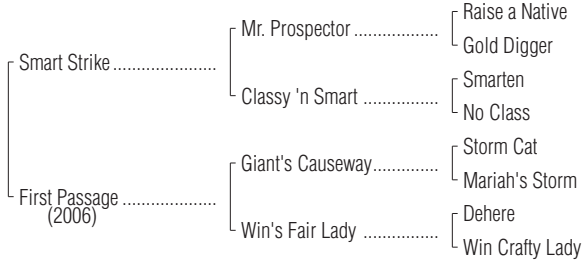 Raise a Native
Mr. Prospector ..................
Gold Digger
Smart Strike .....................
Smarten
Classy 'n Smart ................
No Class
Storm Cat
Giant's Causeway..............
Mariah's Storm
First Passage ...................
(2006)
Dehere
Win's Fair Lady ................
Win Crafty Lady